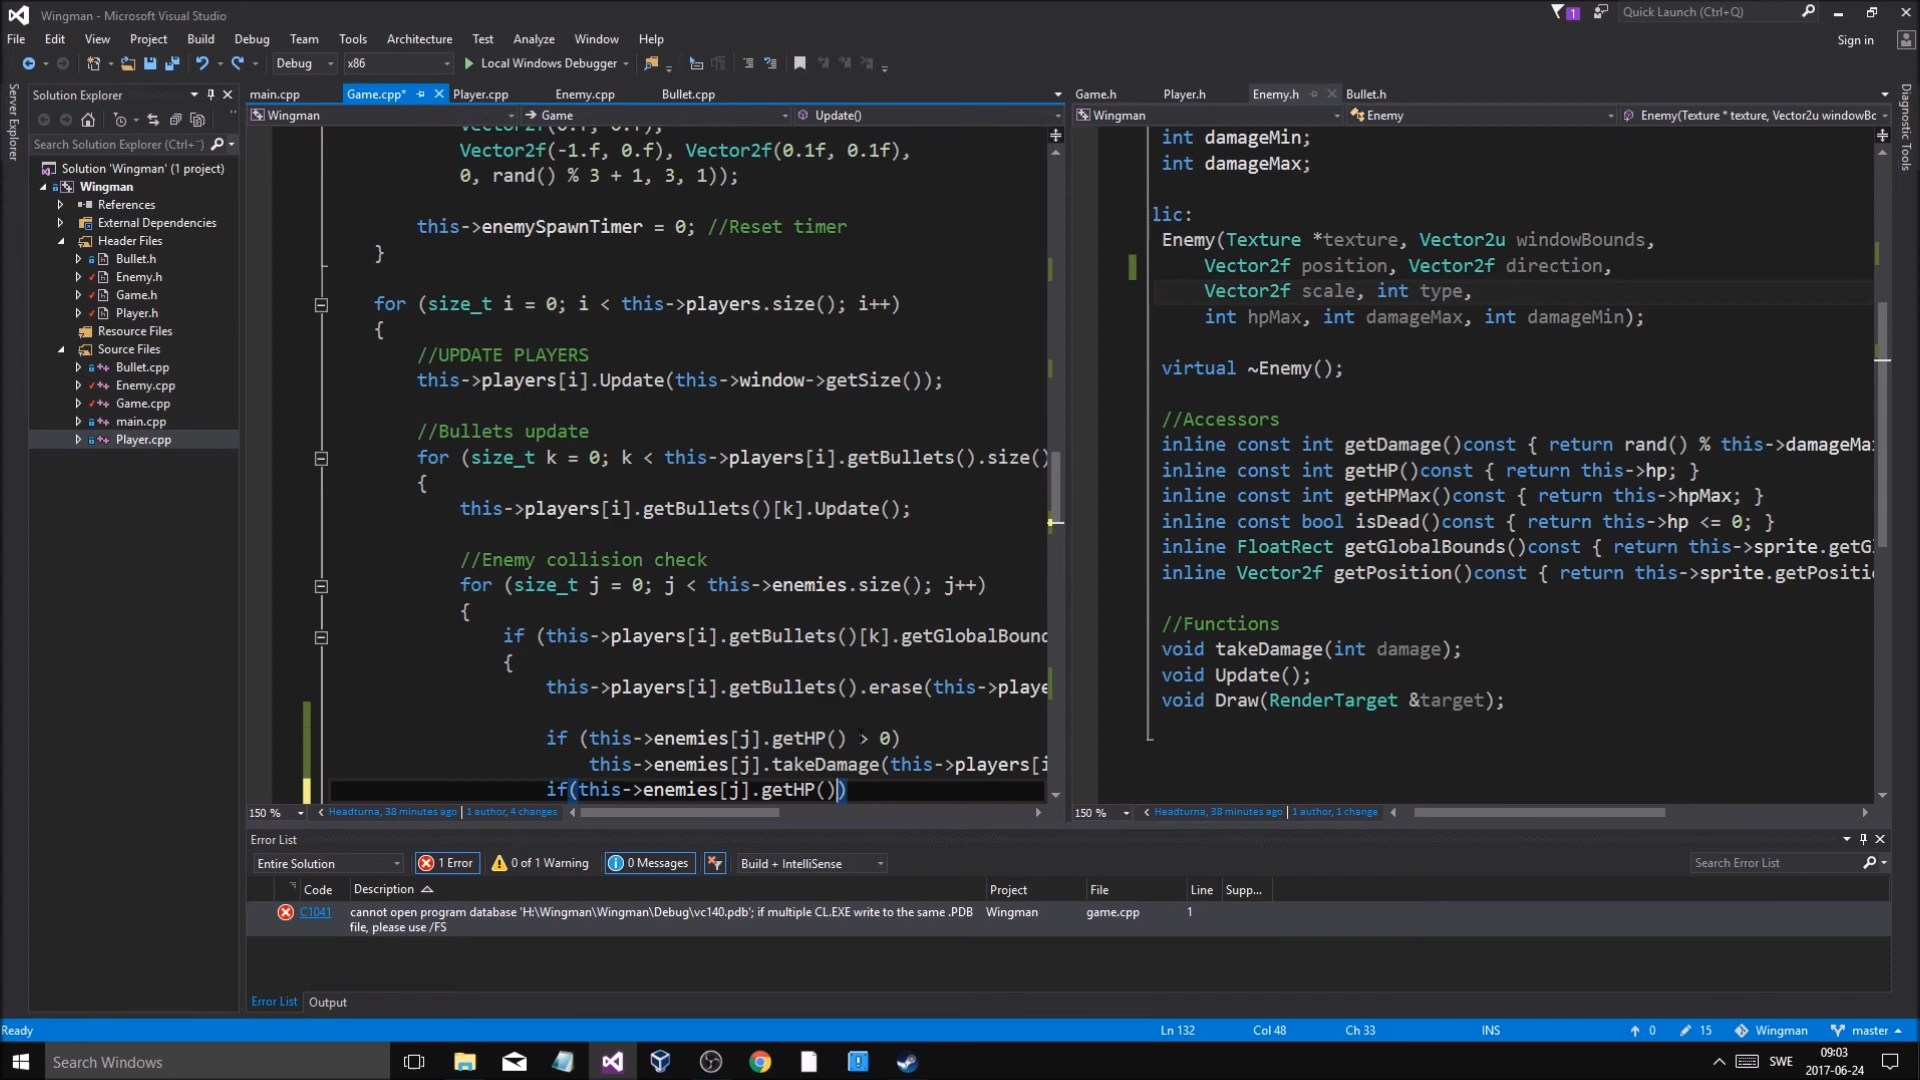 Wingman - Microsoft Visual Studio
1
Quick Launch (Ctrl+Q)
File Edit View Project Build Debug Team Tools Architecture Test Analyze Window Help
Sign in
Debug x86 Local Windows Debugger
Server Explorer
Solution Explorer
Search Solution Explorer (Ctrl+¨)
Solution 'Wingman' (1 project)
Wingman
References
External Dependencies
Header Files
Bullet.h
Enemy.h
Game.h
Player.h
Resource Files
Source Files
Bullet.cpp
Enemy.cpp
Game.cpp
main.cpp
Player.cpp
main.cpp Game.cpp* Player.cpp Enemy.cpp Bullet.cpp
Wingman Game Update()
Vector2f(0.f, 0.f),
Vector2f(-1.f, 0.f), Vector2f(0.1f, 0.1f),
0, rand() % 3 + 1, 3, 1));
this->enemySpawnTimer = 0; //Reset timer
}
for (size_t i = 0; i < this->players.size(); i++)
{
//UPDATE PLAYERS
this->players[i].Update(this->window->getSize());
//Bullets update
for (size_t k = 0; k < this->players[i].getBullets().size()
{
this->players[i].getBullets()[k].Update();
//Enemy collision check
for (size_t j = 0; j < this->enemies.size(); j++)
{
if (this->players[i].getBullets()[k].getGlobalBound
{
this->players[i].getBullets().erase(this->playe
if (this->enemies[j].getHP() > 0)
this->enemies[j].takeDamage(this->players[i
if(this->enemies[j].getHP())
150 % Headturna, 38 minutes ago | 1 author, 4 changes
Game.h Player.h Enemy.h Bullet.h
Wingman Enemy Enemy(Texture * texture, Vector2u windowBo
int damageMin;
int damageMax;
lic:
Enemy(Texture *texture, Vector2u windowBounds,
Vector2f position, Vector2f direction,
Vector2f scale, int type,
int hpMax, int damageMax, int damageMin);
virtual ~Enemy();
//Accessors
inline const int getDamage()const { return rand() % this->damageMa
inline const int getHP()const { return this->hp; }
inline const int getHPMax()const { return this->hpMax; }
inline const bool isDead()const { return this->hp <= 0; }
inline FloatRect getGlobalBounds()const { return this->sprite.getGl
inline Vector2f getPosition()const { return this->sprite.getPositio
//Functions
void takeDamage(int damage);
void Update();
void Draw(RenderTarget &target);
150 % Headturna, 38 minutes ago | 1 author, 1 change
Diagnostic Tools
Error List
Entire Solution 1 Error 0 of 1 Warning 0 Messages Build + IntelliSense Search Error List
Code Description Project File Line Supp...
C1041 cannot open program database 'H:\Wingman\Wingman\Debug\vc140.pdb'; if multiple CL.EXE write to the same .PDB Wingman game.cpp 1
file, please use /FS
Error List Output
Ready Ln 132 Col 48 Ch 33 INS 0 15 Wingman master
Search Windows
SWE
09:03
2017-06-24